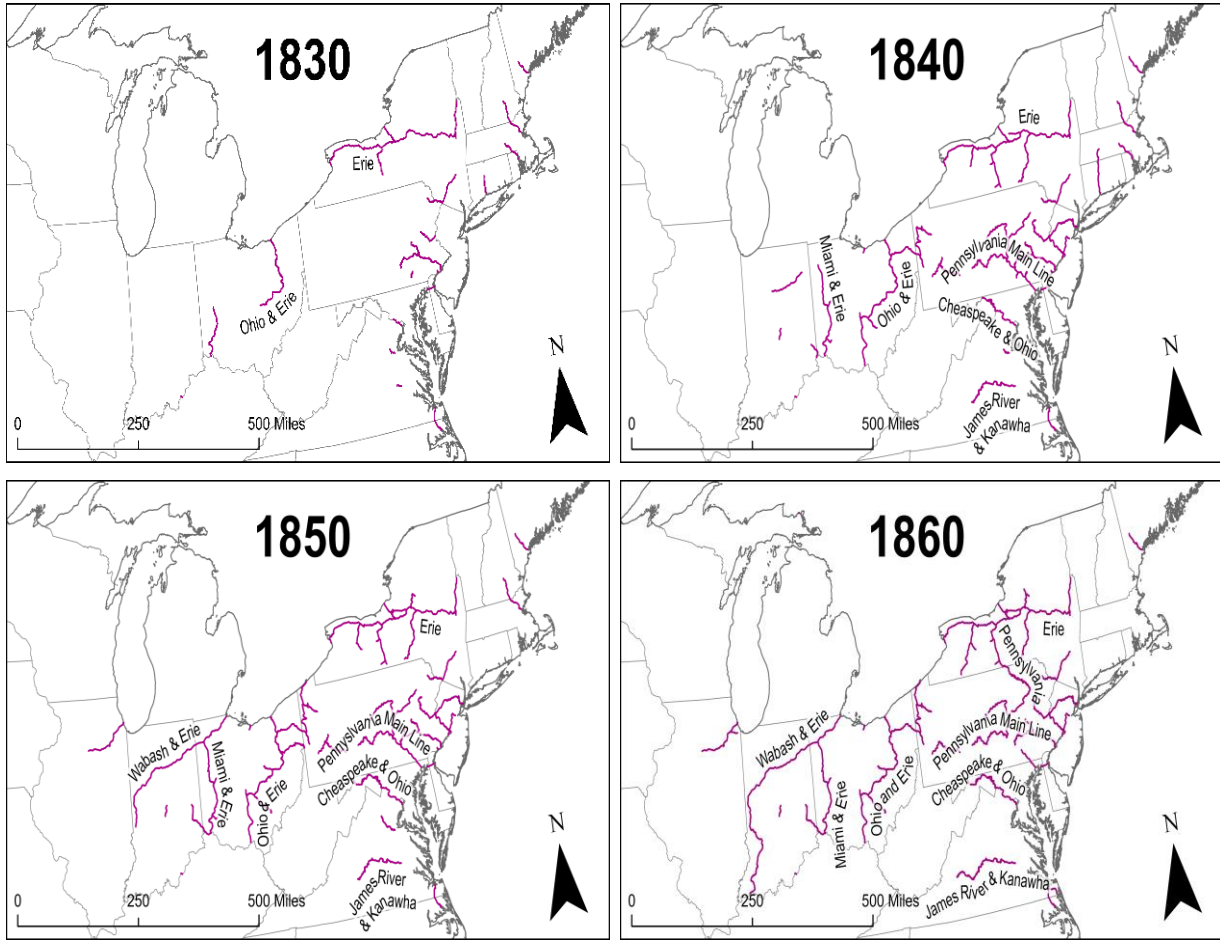 1830
Erie
Ohio & Erie
N
0
250
500 Miles
1840
Erie
Miami & Erie
Ohio & Erie
Pennsylvania Main Line
Cheaspeake & Ohio
James River
& Kanawha
N
0
250
500 Miles
1850
Erie
Wabash & Erie
Miami & Erie
Ohio & Erie
Pennyslvania Main Line
Cheaspeake & Ohio
James River
& Kanawha
N
0
250
500 Miles
1860
Erie
Pennsylvania
Wabash & Erie
Miami & Erie
Ohio and Erie
Pennsylvania Main Line
Cheaspeake & Ohio
James River & Kanawha
N
0
250
500 Miles